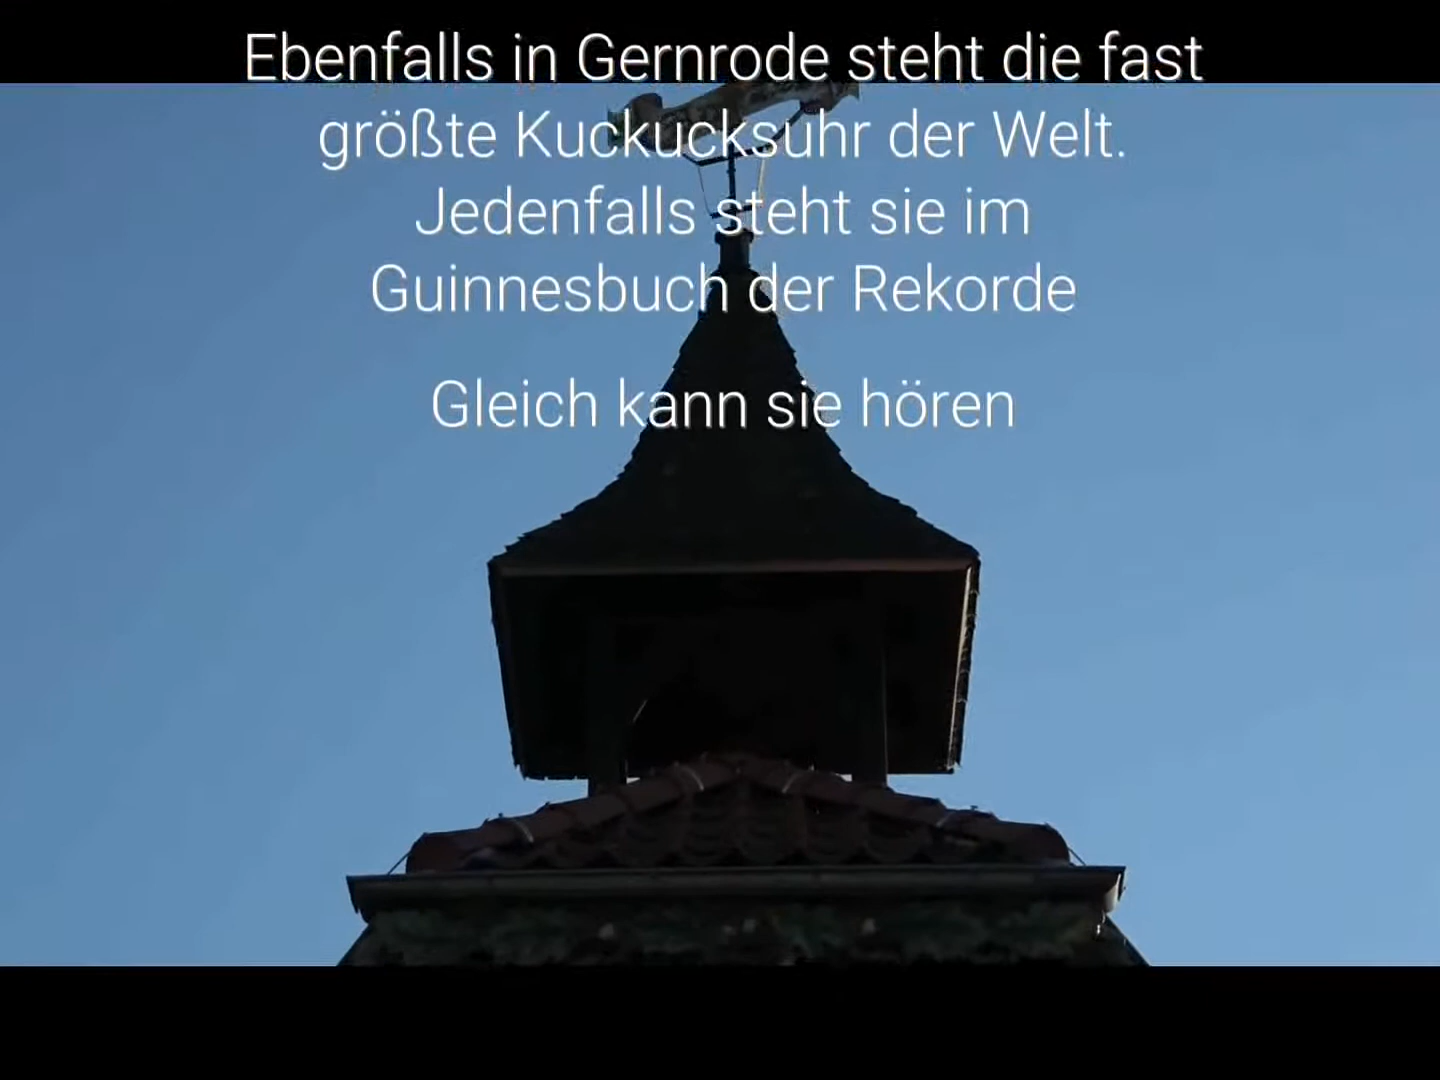 Ebenfalls in Gernrode steht die fast
größte Kuckucksuhr der Welt.
Jedenfalls steht sie im
Guinnesbuch der Rekorde
Gleich kann sie hören